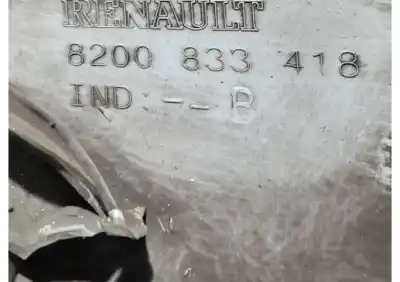 RENAULT
8200 833 418
IND -- B